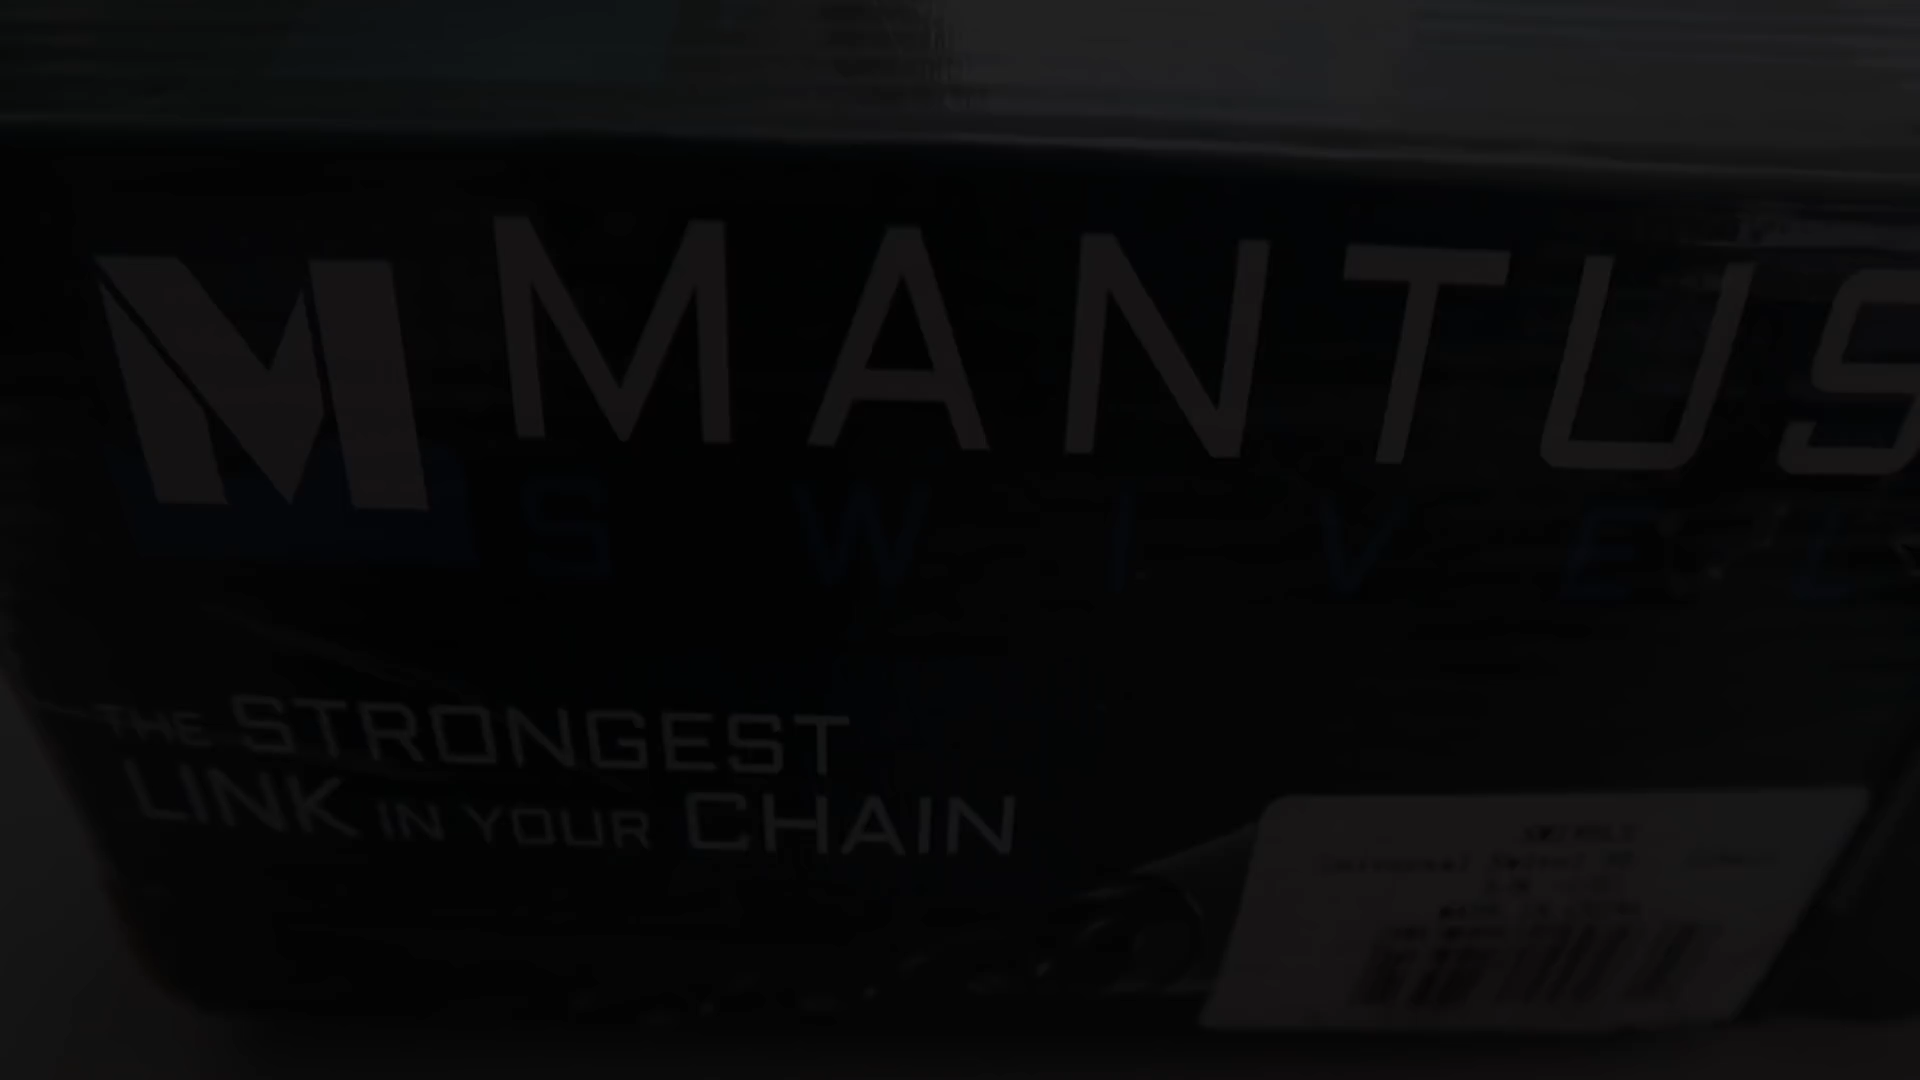 MANTUS
SWIVEL
THE STRONGEST
LINK IN YOUR CHAIN